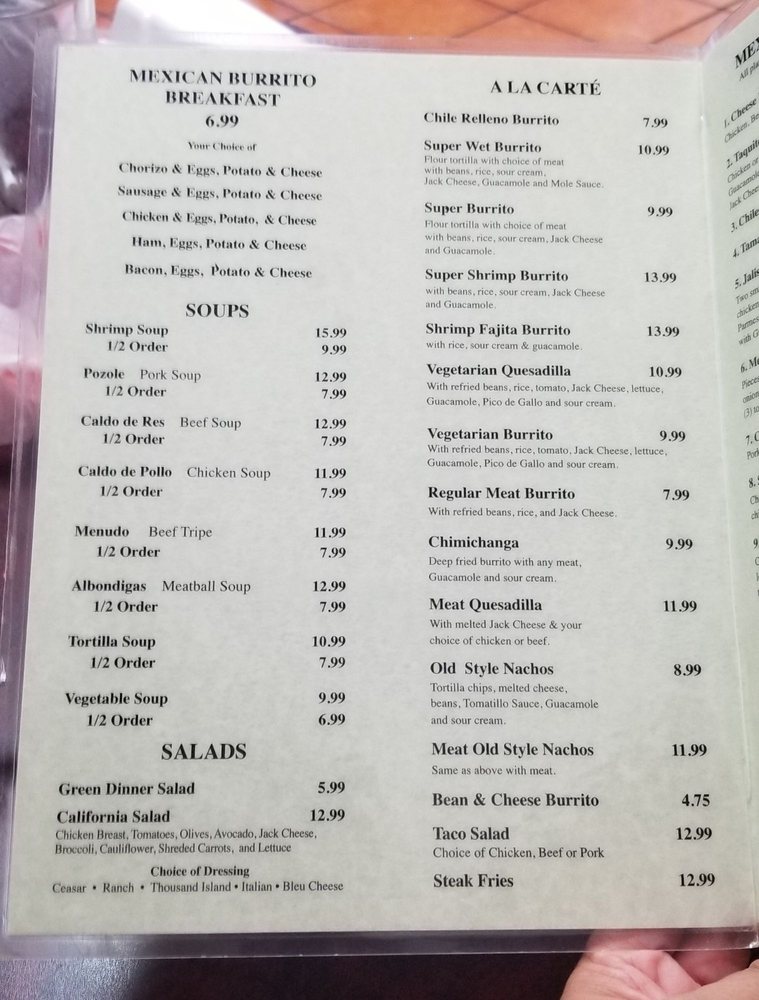 MEXICAN BURRITO
BREAKFAST
6.99
Your Choice of
Chorizo & Eggs, Potato & Cheese
Sausage & Eggs, Potato & Cheese
Chicken & Eggs, Potato, & Cheese
Ham, Eggs, Potato & Cheese
Bacon, Eggs, Potato & Cheese
SOUPS
Shrimp Soup 15.99
1/2 Order 9.99
Pozole Pork Soup 12.99
1/2 Order 7.99
Caldo de Res Beef Soup 12.99
1/2 Order 7.99
Caldo de Pollo Chicken Soup 11.99
1/2 Order 7.99
Menudo Beef Tripe 11.99
1/2 Order 7.99
Albondigas Meatball Soup 12.99
1/2 Order 7.99
Tortilla Soup 10.99
1/2 Order 7.99
Vegetable Soup 9.99
1/2 Order 6.99
SALADS
Green Dinner Salad 5.99
California Salad 12.99
Chicken Breast, Tomatoes, Olives, Avocado, Jack Cheese,
Broccoli, Cauliflower, Shreded Carrots, and Lettuce
Choice of Dressing
Ceasar • Ranch • Thousand Island • Italian • Bleu Cheese
A LA CARTÉ
Chile Relleno Burrito 7.99
Super Wet Burrito 10.99
Flour tortilla with choice of meat
with beans, rice, sour cream,
Jack Cheese, Guacamole and Mole Sauce.
Super Burrito 9.99
Flour tortilla with choice of meat
with beans, rice, sour cream, Jack Cheese
and Guacamole.
Super Shrimp Burrito 13.99
with beans, rice, sour cream, Jack Cheese
and Guacamole.
Shrimp Fajita Burrito 13.99
with rice, sour cream & guacamole.
Vegetarian Quesadilla 10.99
With refried beans, rice, tomato, Jack Cheese, lettuce,
Guacamole, Pico de Gallo and sour cream.
Vegetarian Burrito 9.99
With refried beans, rice, tomato, Jack Cheese, lettuce,
Guacamole, Pico de Gallo and sour cream.
Regular Meat Burrito 7.99
With refried beans, rice, and Jack Cheese.
Chimichanga 9.99
Deep fried burrito with any meat,
Guacamole and sour cream.
Meat Quesadilla 11.99
With melted Jack Cheese & your
choice of chicken or beef.
Old Style Nachos 8.99
Tortilla chips, melted cheese,
beans, Tomatillo Sauce, Guacamole
and sour cream.
Meat Old Style Nachos 11.99
Same as above with meat.
Bean & Cheese Burrito 4.75
Taco Salad 12.99
Choice of Chicken, Beef or Pork
Steak Fries 12.99
All
1. Cheese
Chicken,
2.
Chicken or
3. Chile
4.
5.
Two
6.
(3)
7.
8.
9.